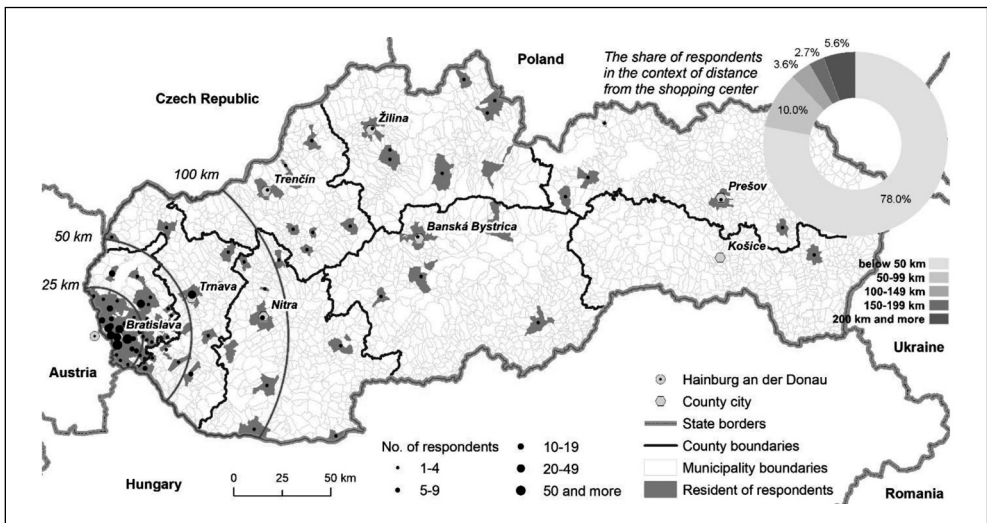 Poland
The share of respondents
in the context of distance
from the shopping center
5.6%
2.7%
3.6%
10.0%
78.0%
Czech Republic
Žilina
100 km
Trenčín
Prešov
Banská Bystrica
50 km
Košice
25 km
Trnava
Nitra
Bratislava
below 50 km
50-99 km
100-149 km
150-199 km
200 km and more
Ukraine
Austria
Hainburg an der Donau
County city
State borders
County boundaries
Municipality boundaries
Resident of respondents
No. of respondents
1-4
5-9
10-19
20-49
50 and more
Hungary
0 25 50 km
Romania